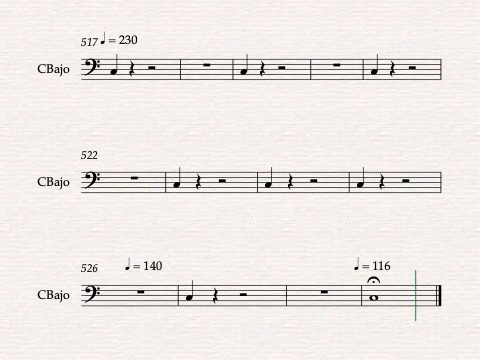 517 ♩ = 230
CBajo
522
CBajo
526 ♩ = 140 ♩ = 116
CBajo